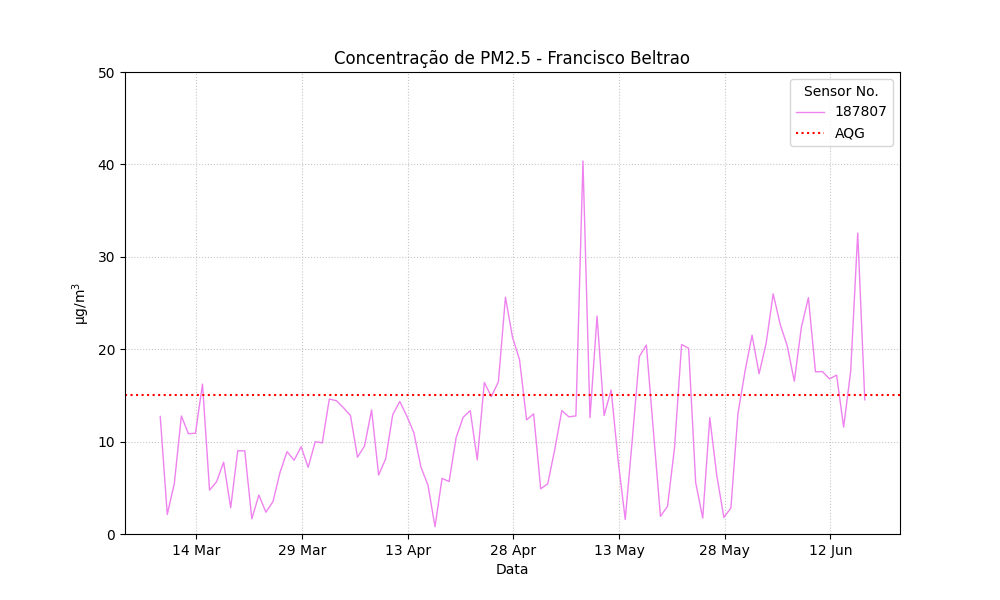 Concentração de PM2.5 - Francisco Beltrao
50
40
30
20
10
0
µg/m³
Sensor No.
187807
AQG
14 Mar 29 Mar 13 Apr 28 Apr 13 May 28 May 12 Jun
Data